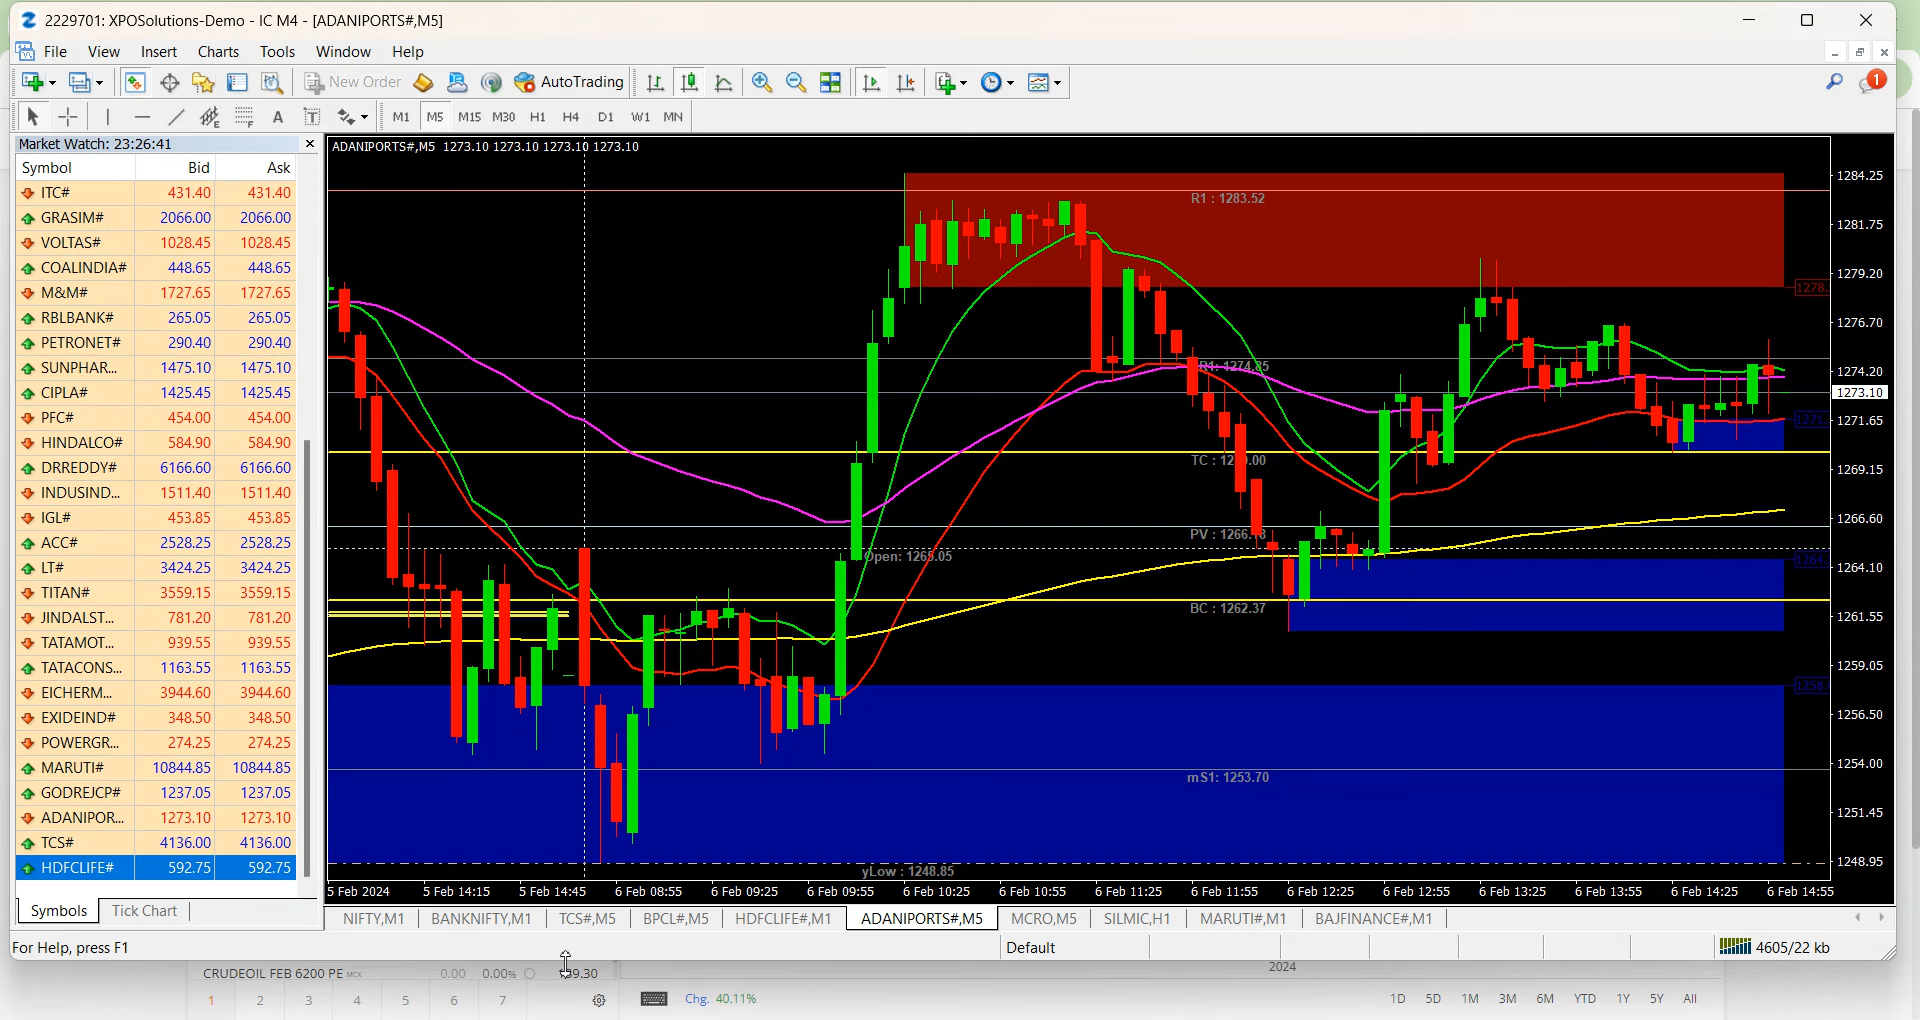 2229701: XPOSolutions-Demo - IC M4 - [ADANIPORTS#,M5]
File View Insert Charts Tools Window Help
New Order AutoTrading 1
A T M1 M5 M15 M30 H1 H4 D1 W1 MN
Market Watch: 23:26:41
Symbol Bid Ask
ITC# 431.40 431.40
GRASIM# 2066.00 2066.00
VOLTAS# 1028.45 1028.45
COALINDIA# 448.65 448.65
M&M# 1727.65 1727.65
RBLBANK# 265.05 265.05
PETRONET# 290.40 290.40
SUNPHAR... 1475.10 1475.10
CIPLA# 1425.45 1425.45
PFC# 454.00 454.00
HINDALCO# 584.90 584.90
DRREDDY# 6166.60 6166.60
INDUSIND... 1511.40 1511.40
IGL# 453.85 453.85
ACC# 2528.25 2528.25
LT# 3424.25 3424.25
TITAN# 3559.15 3559.15
JINDALST... 781.20 781.20
TATAMOT... 939.55 939.55
TATACONS... 1163.55 1163.55
EICHERM... 3944.60 3944.60
EXIDEIND# 348.50 348.50
POWERGR... 274.25 274.25
MARUTI# 10844.85 10844.85
GODREJCP# 1237.05 1237.05
ADANIPOR... 1273.10 1273.10
TCS# 4136.00 4136.00
HDFCLIFE# 592.75 592.75
Symbols Tick Chart
ADANIPORTS#,M5 1273.10 1273.10 1273.10 1273.10
R1 : 1283.52
R1: 1274.85
TC : 1270.00
PV : 1266.18
Open: 1265.05
BC : 1262.37
mS1: 1253.70
yLow : 1248.85
1284.25
1281.75
1279.20
1278.
1276.70
1274.20
1273.10
1271.
1271.65
1269.15
1266.60
1264.
1264.10
1261.55
1259.05
1258.
1256.50
1254.00
1251.45
1248.95
5 Feb 2024 5 Feb 14:15 5 Feb 14:45 6 Feb 08:55 6 Feb 09:25 6 Feb 09:55 6 Feb 10:25 6 Feb 10:55 6 Feb 11:25 6 Feb 11:55 6 Feb 12:25 6 Feb 12:55 6 Feb 13:25 6 Feb 13:55 6 Feb 14:25 6 Feb 14:55
NIFTY,M1 BANKNIFTY,M1 TCS#,M5 BPCL#,M5 HDFCLIFE#,M1 ADANIPORTS#,M5 MCRO,M5 SILMIC,H1 MARUTI#,M1 BAJFINANCE#,M1
For Help, press F1 Default 4605/22 kb
CRUDEOIL FEB 6200 PE MCX 0.00 0.00% 2024
1 2 3 4 5 6 7 Chg. 40.11% 1D 5D 1M 3M 6M YTD 1Y 5Y All